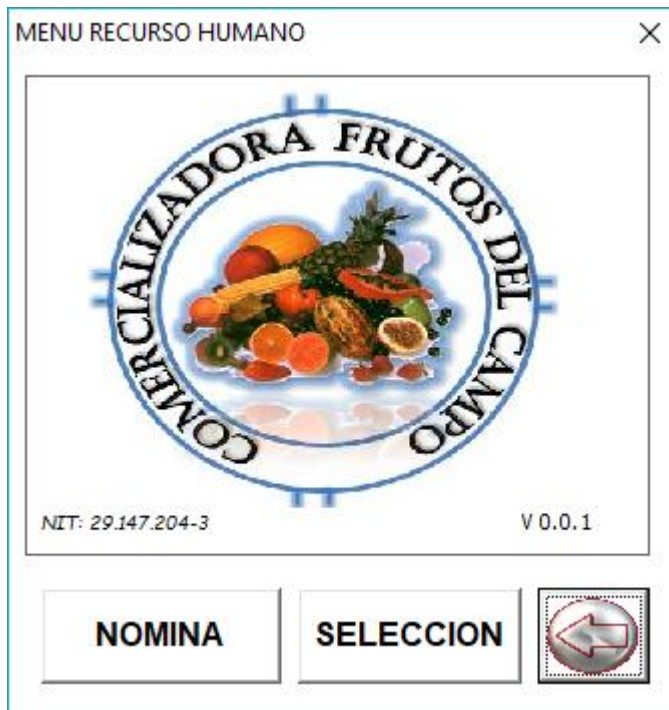 MENU RECURSO HUMANO
COMERCIALIZADORA FRUTOS DEL CAMPO
NIT: 29.147.204-3
V 0.0.1
NOMINA
SELECCION